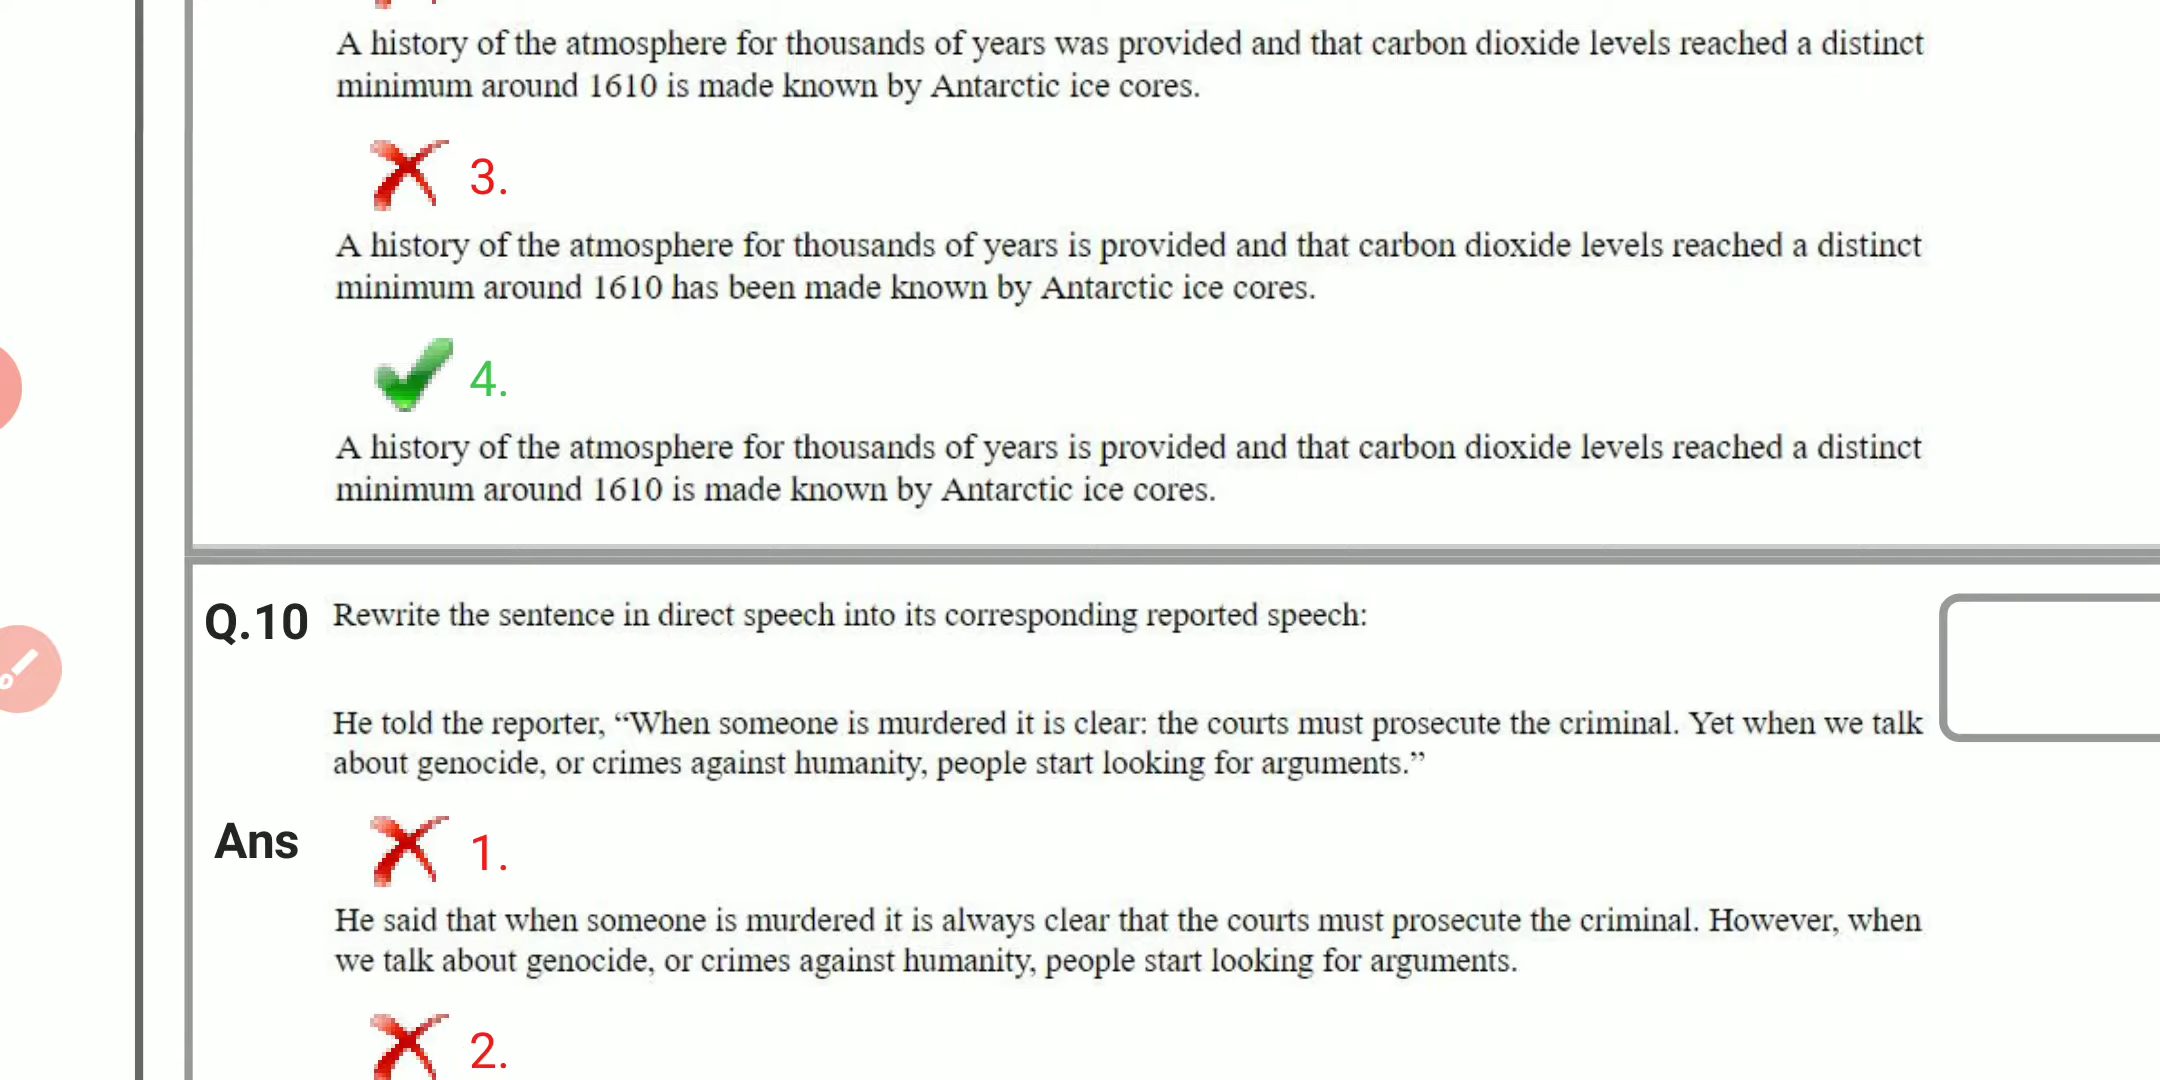 A history of the atmosphere for thousands of years was provided and that carbon dioxide levels reached a distinct
minimum around 1610 is made known by Antarctic ice cores.
3.
A history of the atmosphere for thousands of years is provided and that carbon dioxide levels reached a distinct
minimum around 1610 has been made known by Antarctic ice cores.
4.
A history of the atmosphere for thousands of years is provided and that carbon dioxide levels reached a distinct
minimum around 1610 is made known by Antarctic ice cores.
Q.10 Rewrite the sentence in direct speech into its corresponding reported speech:
He told the reporter, “When someone is murdered it is clear: the courts must prosecute the criminal. Yet when we talk
about genocide, or crimes against humanity, people start looking for arguments.”
Ans 1.
He said that when someone is murdered it is always clear that the courts must prosecute the criminal. However, when
we talk about genocide, or crimes against humanity, people start looking for arguments.
2.